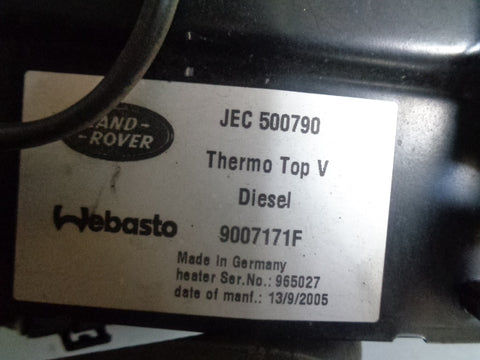 LAND-
-ROVER
JEC 500790
Thermo Top V
Diesel
Webasto
9007171F
Made in Germany
heater Ser.No.: 965027
date of manf.: 13/9/2005